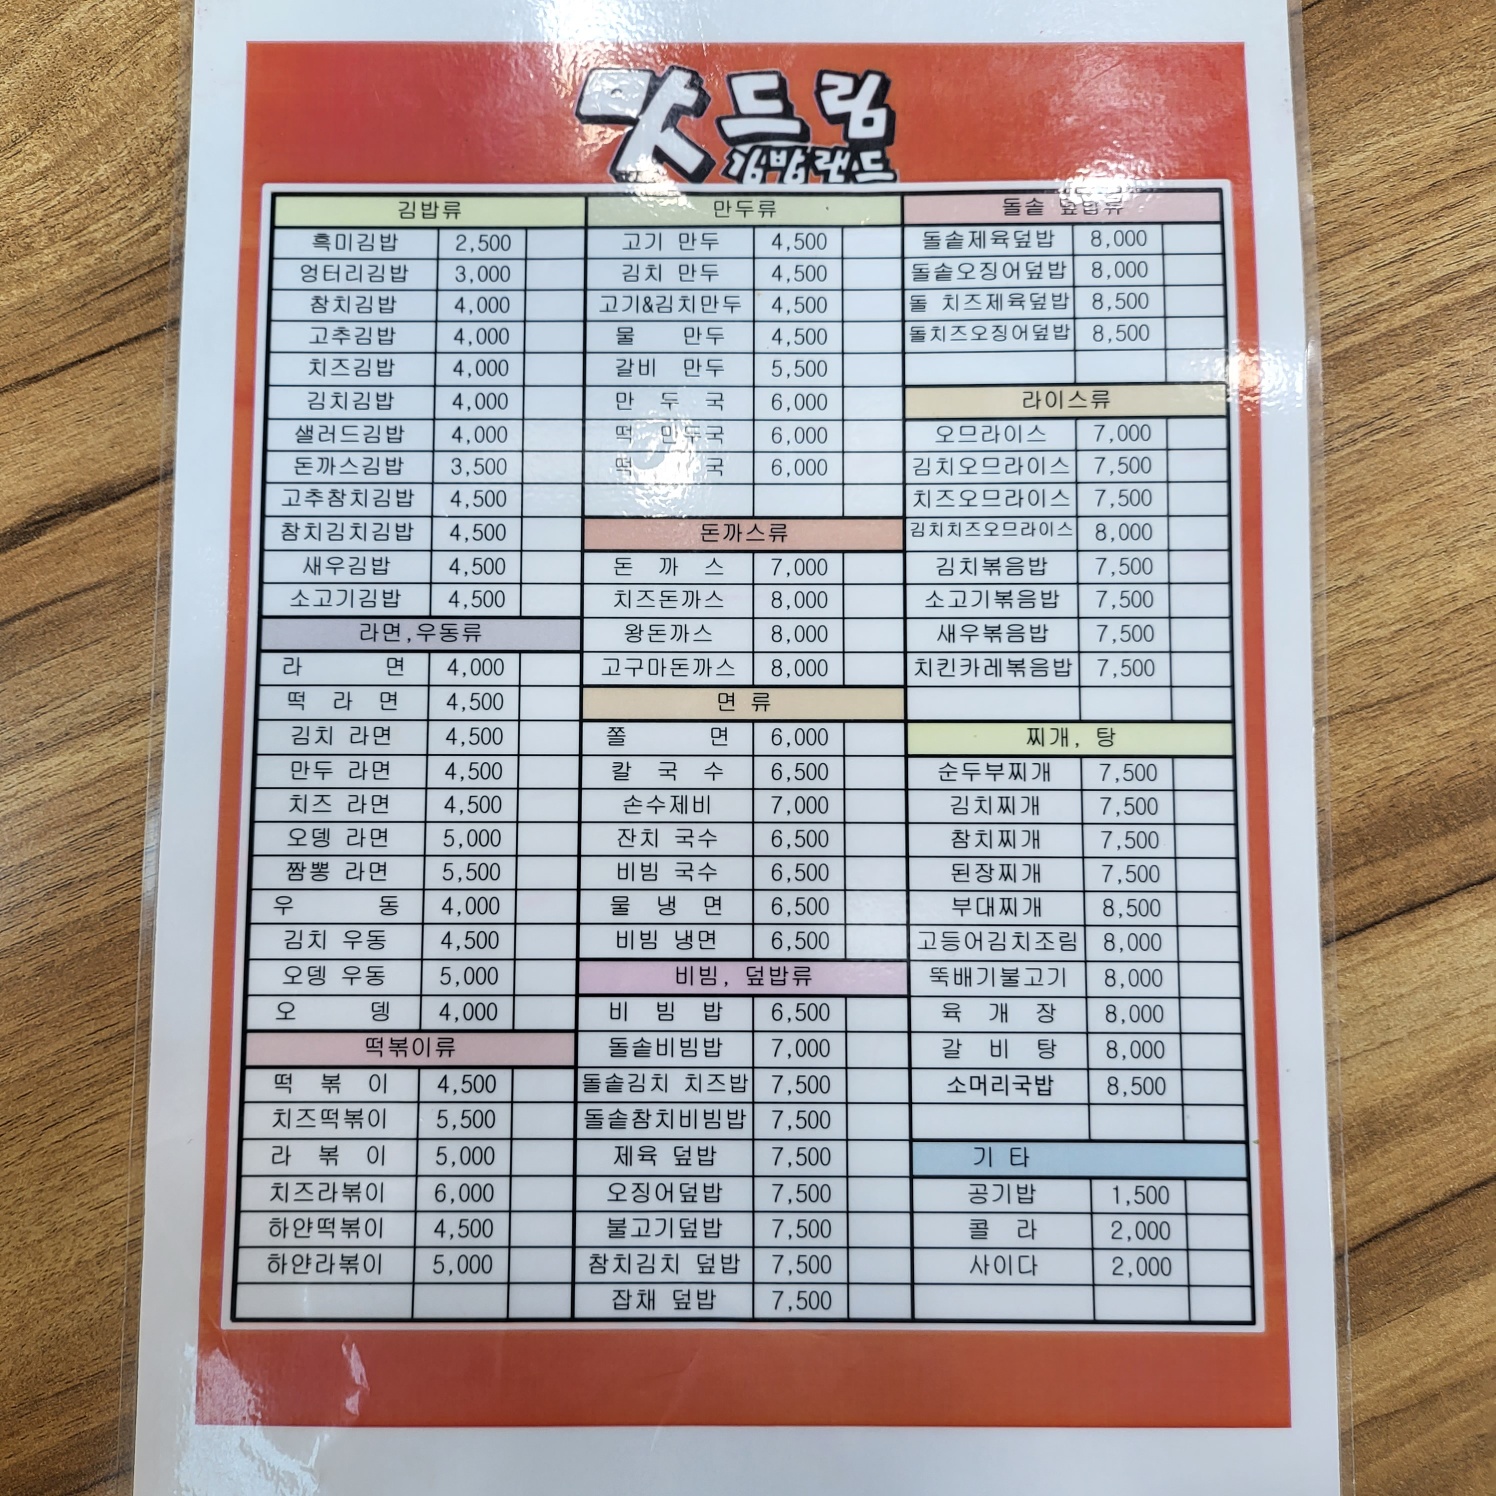 맛드림
김밥랜드
김밥류
흑미김밥 2,500
엉터리김밥 3,000
참치김밥 4,000
고추김밥 4,000
치즈김밥 4,000
김치김밥 4,000
샐러드김밥 4,000
돈까스김밥 3,500
고추참치김밥 4,500
참치김치김밥 4,500
새우김밥 4,500
소고기김밥 4,500
라면,우동류
라 면 4,000
떡 라 면 4,500
김치 라면 4,500
만두 라면 4,500
치즈 라면 4,500
오뎅 라면 5,000
짬뽕 라면 5,500
우 동 4,000
김치 우동 4,500
오뎅 우동 5,000
오 뎅 4,000
떡볶이류
떡 볶 이 4,500
치즈떡볶이 5,500
라 볶 이 5,000
치즈라볶이 6,000
하얀떡볶이 4,500
하얀라볶이 5,000
만두류
고기 만두 4,500
김치 만두 4,500
고기&김치만두 4,500
물 만두 4,500
갈비 만두 5,500
만 두 국 6,000
떡 만두국 6,000
떡 국 6,000
돈까스류
돈 까 스 7,000
치즈돈까스 8,000
왕돈까스 8,000
고구마돈까스 8,000
면 류
쫄 면 6,000
칼 국 수 6,500
손수제비 7,000
잔치 국수 6,500
비빔 국수 6,500
물 냉 면 6,500
비빔 냉면 6,500
비빔, 덮밥류
비 빔 밥 6,500
돌솥비빔밥 7,000
돌솥김치 치즈밥 7,500
돌솥참치비빔밥 7,500
제육 덮밥 7,500
오징어덮밥 7,500
불고기덮밥 7,500
참치김치 덮밥 7,500
잡채 덮밥 7,500
돌솥 덮밥류
돌솥제육덮밥 8,000
돌솥오징어덮밥 8,000
돌 치즈제육덮밥 8,500
돌치즈오징어덮밥 8,500
라이스류
오므라이스 7,000
김치오므라이스 7,500
치즈오므라이스 7,500
김치치즈오므라이스 8,000
김치볶음밥 7,500
소고기볶음밥 7,500
새우볶음밥 7,500
치킨카레볶음밥 7,500
찌개, 탕
순두부찌개 7,500
김치찌개 7,500
참치찌개 7,500
된장찌개 7,500
부대찌개 8,500
고등어김치조림 8,000
뚝배기불고기 8,000
육 개 장 8,000
갈 비 탕 8,000
소머리국밥 8,500
기 타
공기밥 1,500
콜 라 2,000
사이다 2,000